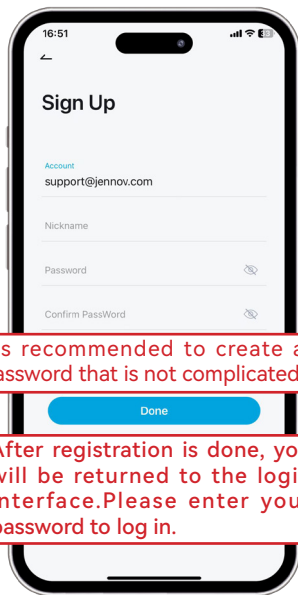 16:51
Sign Up
Account
support@jennov.com
Nickname
Password
Confirm PassWord
s recommended to create a
assword that is not complicated
Done
After registration is done, yo
will be returned to the logi
nterface.Please enter you
password to log in.